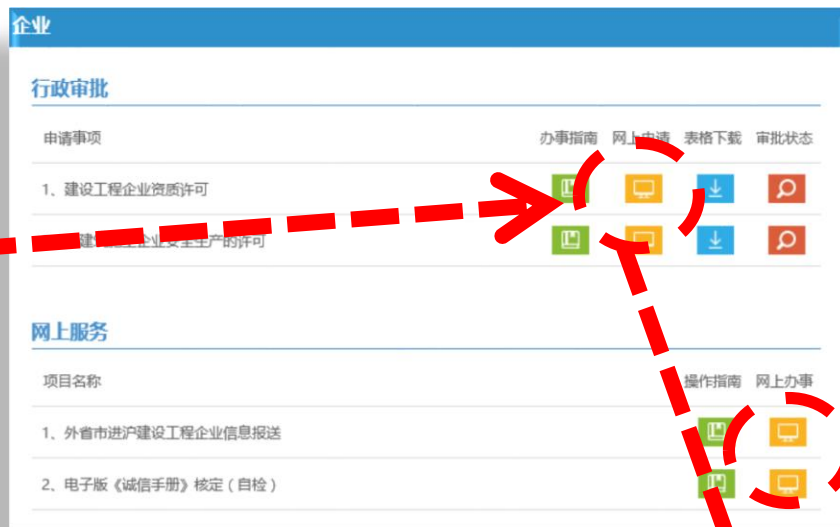 企业
行政审批
申请事项 办事指南 网上申请 表格下载 审批状态
1、建设工程企业资质许可
企业安全生产的许可
网上服务
项目名称 操作指南 网上办事
1、外省市进沪建设工程企业信息报送
2、电子版《诚信手册》核定（自检）